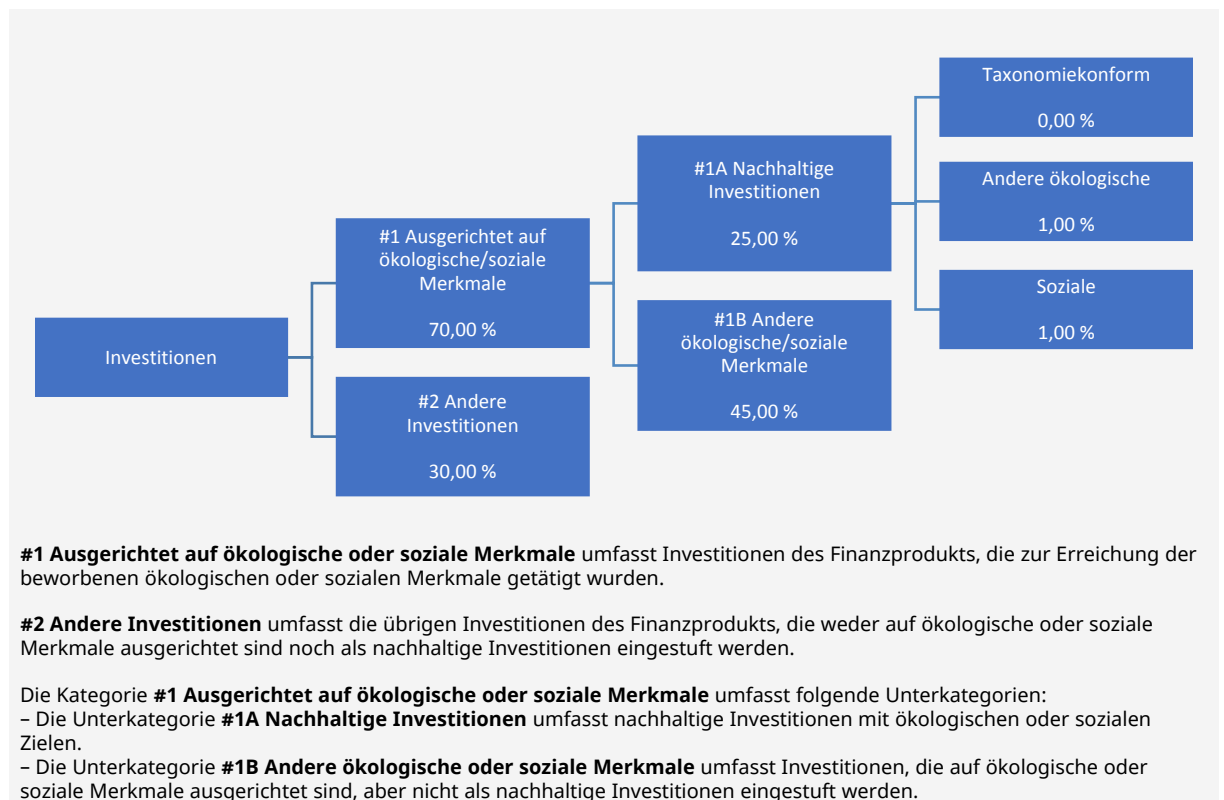 Investitionen
#1 Ausgerichtet auf
ökologische/soziale
Merkmale
70,00 %
#2 Andere
Investitionen
30,00 %
#1A Nachhaltige
Investitionen
25,00 %
#1B Andere
ökologische/soziale
Merkmale
45,00 %
Taxonomiekonform
0,00 %
Andere ökologische
1,00 %
Soziale
1,00 %
#1 Ausgerichtet auf ökologische oder soziale Merkmale umfasst Investitionen des Finanzprodukts, die zur Erreichung der
beworbenen ökologischen oder sozialen Merkmale getätigt wurden.
#2 Andere Investitionen umfasst die übrigen Investitionen des Finanzprodukts, die weder auf ökologische oder soziale
Merkmale ausgerichtet sind noch als nachhaltige Investitionen eingestuft werden.
Die Kategorie #1 Ausgerichtet auf ökologische oder soziale Merkmale umfasst folgende Unterkategorien:
– Die Unterkategorie #1A Nachhaltige Investitionen umfasst nachhaltige Investitionen mit ökologischen oder sozialen
Zielen.
– Die Unterkategorie #1B Andere ökologische oder soziale Merkmale umfasst Investitionen, die auf ökologische oder
soziale Merkmale ausgerichtet sind, aber nicht als nachhaltige Investitionen eingestuft werden.